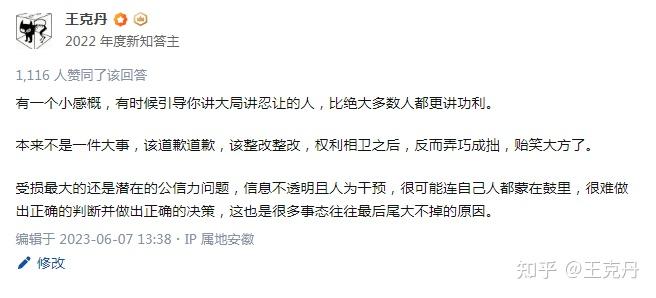 王克丹
2022 年度新知答主
1,116 人赞同了该回答
有一个小感慨，有时候引导你讲大局讲忍让的人，比绝大多数人都更讲功利。
本来不是一件大事，该道歉道歉，该整改整改，权利相卫之后，反而弄巧成拙，贻笑大方了。
受损最大的还是潜在的公信力问题，信息不透明且人为干预，很可能连自己人都蒙在鼓里，很难做
出正确的判断并做出正确的决策，这也是很多事态往往最后尾大不掉的原因。
编辑于 2023-06-07 13:38・IP 属地安徽
修改
知乎 @王克丹